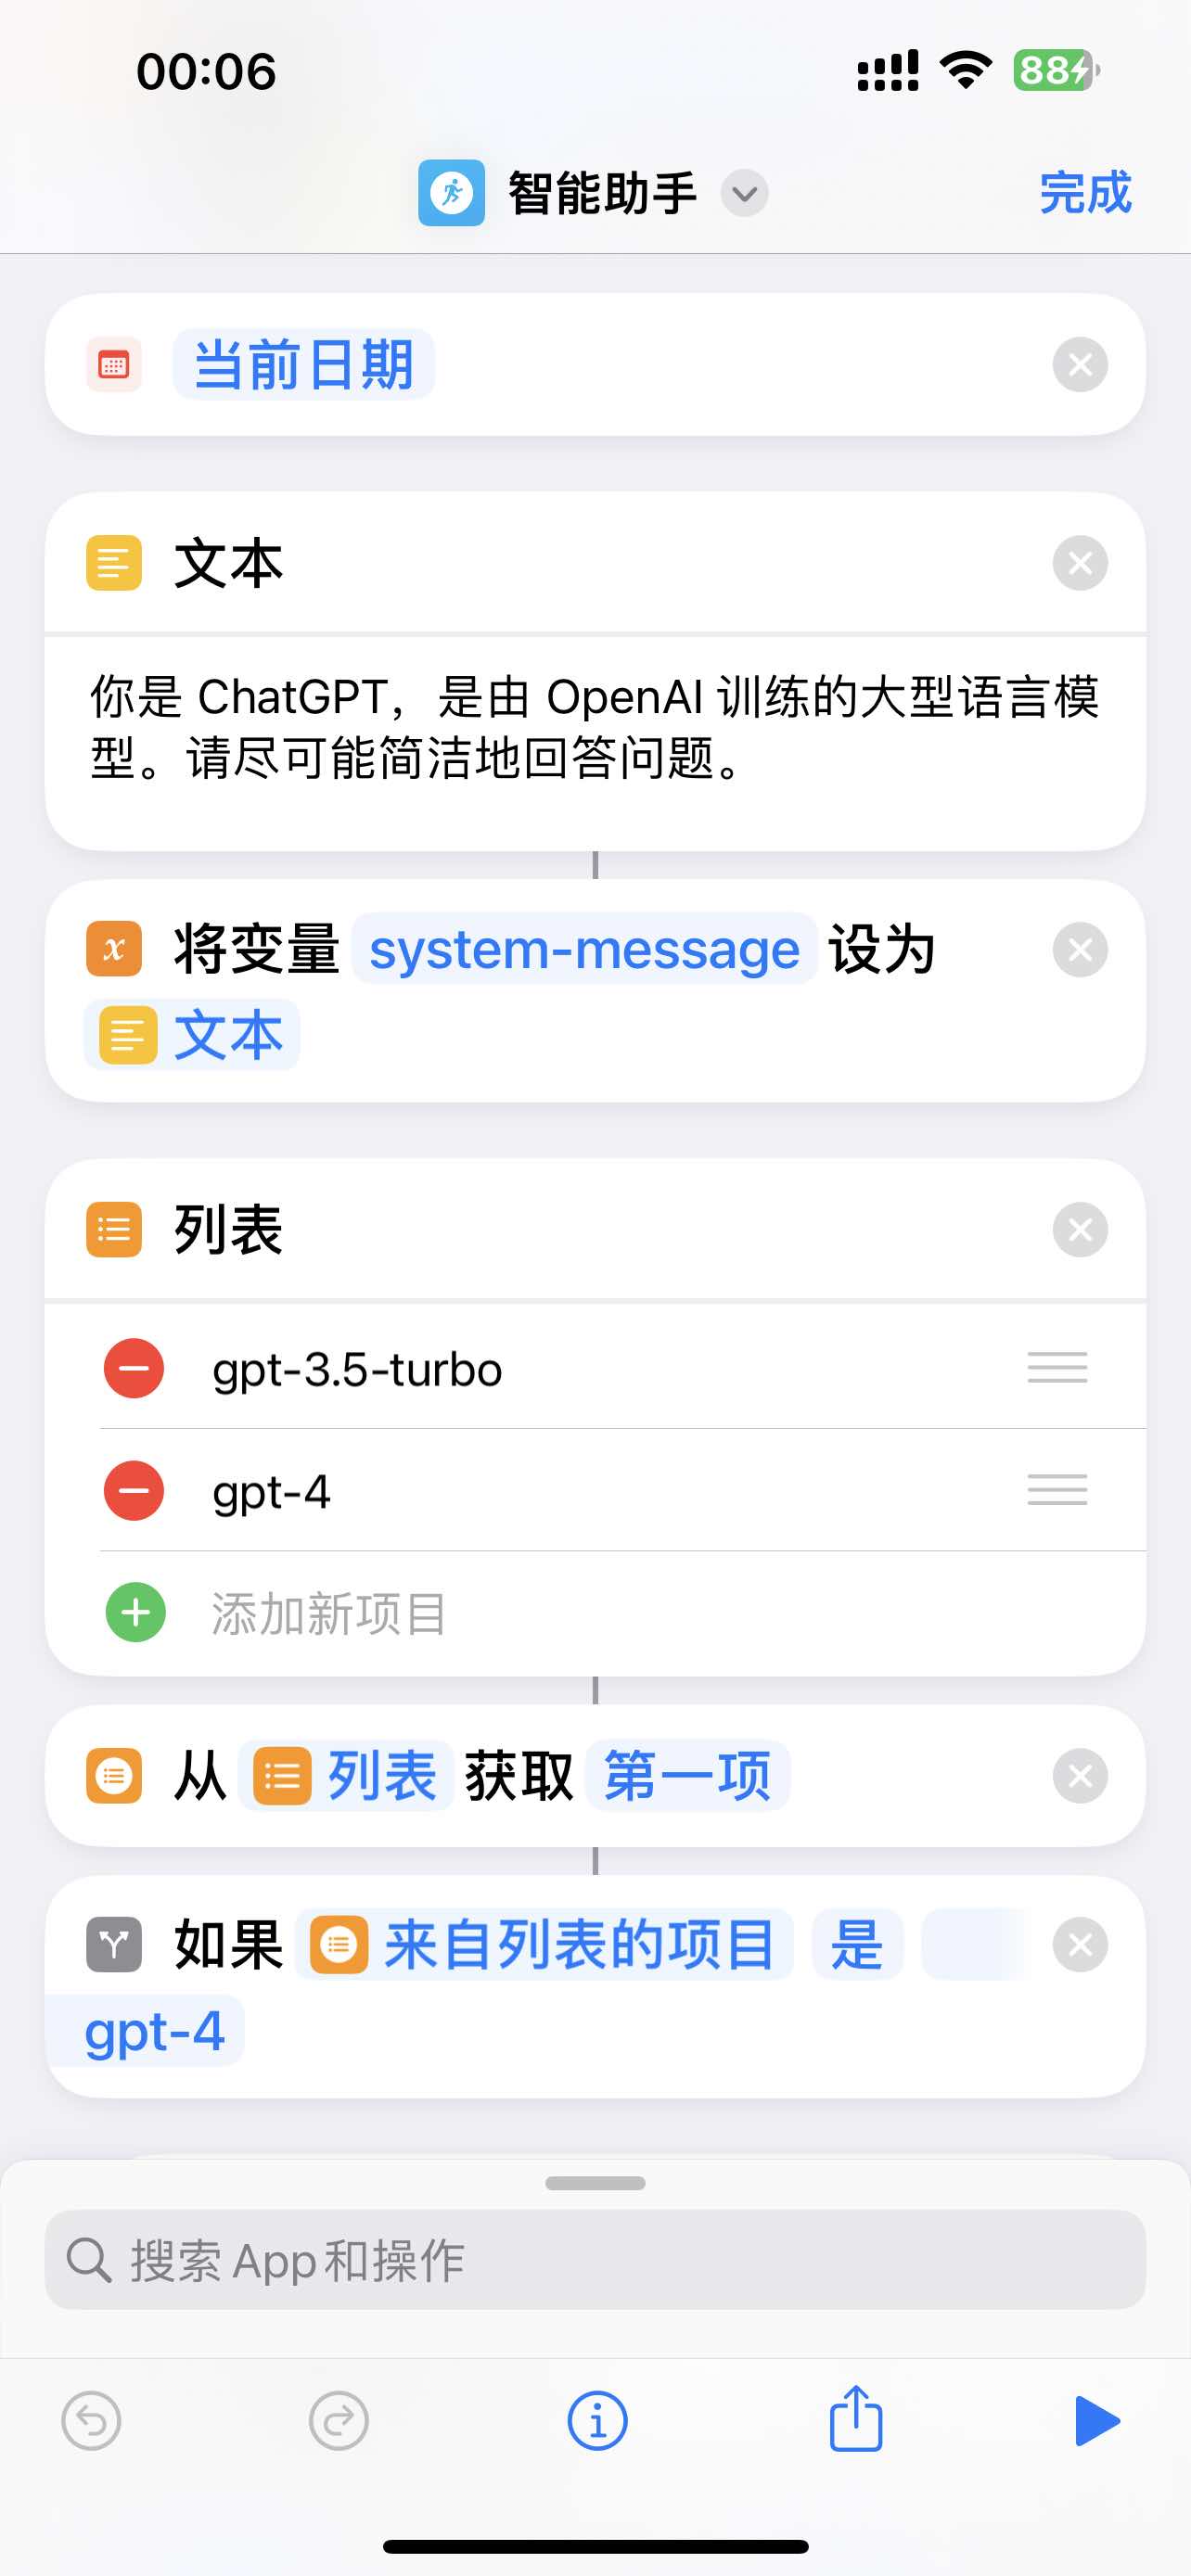 00:06
88
智能助手
完成
当前日期
文本
你是 ChatGPT，是由 OpenAI 训练的大型语言模
型。请尽可能简洁地回答问题。
将变量 system-message 设为
文本
列表
gpt-3.5-turbo
gpt-4
添加新项目
从 列表 获取 第一项
如果 来自列表的项目 是
gpt-4
搜索 App 和操作